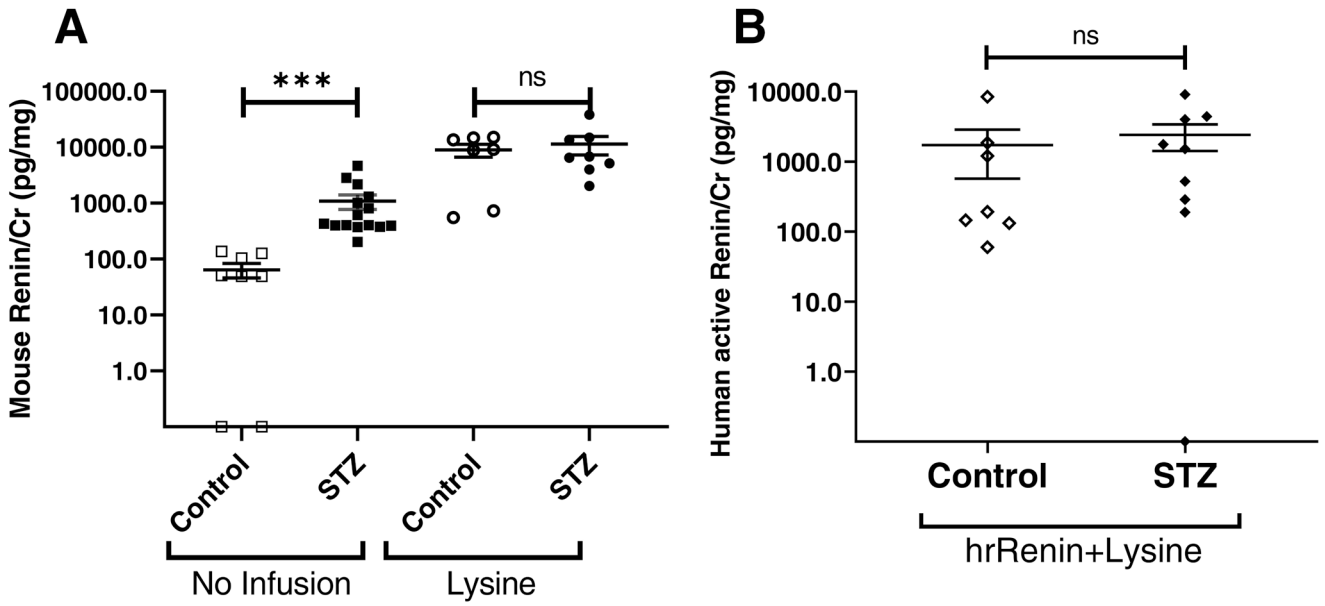 A
Mouse Renin/Cr (pg/mg)
100000.0
10000.0
1000.0
100.0
10.0
1.0
***
ns
Control
STZ
Control
STZ
No Infusion
Lysine
B
Human active Renin/Cr (pg/mg)
10000.0
1000.0
100.0
10.0
1.0
ns
Control
STZ
hrRenin+Lysine